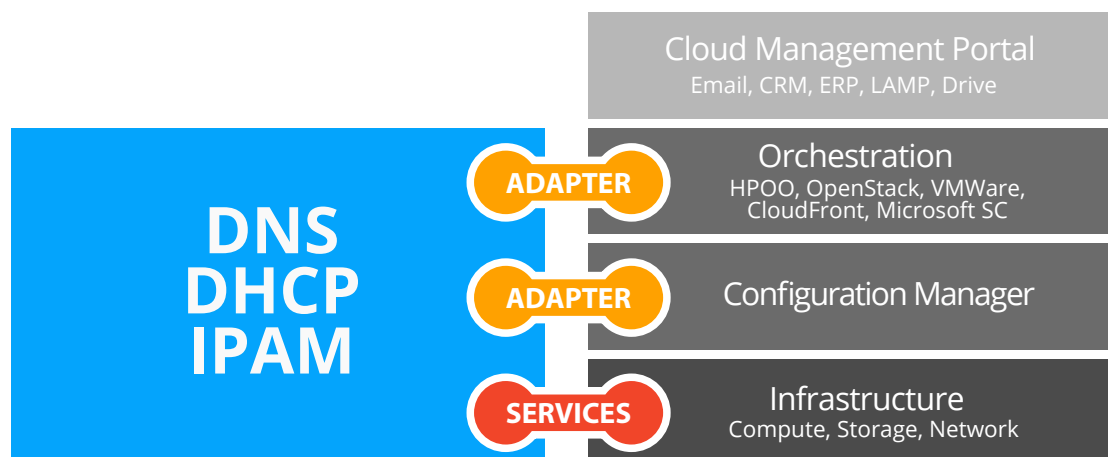 Cloud Management Portal
Email, CRM, ERP, LAMP, Drive
DNS
DHCP
IPAM
ADAPTER
Orchestration
HPOO, OpenStack, VMWare,
CloudFront, Microsoft SC
ADAPTER
Configuration Manager
SERVICES
Infrastructure
Compute, Storage, Network